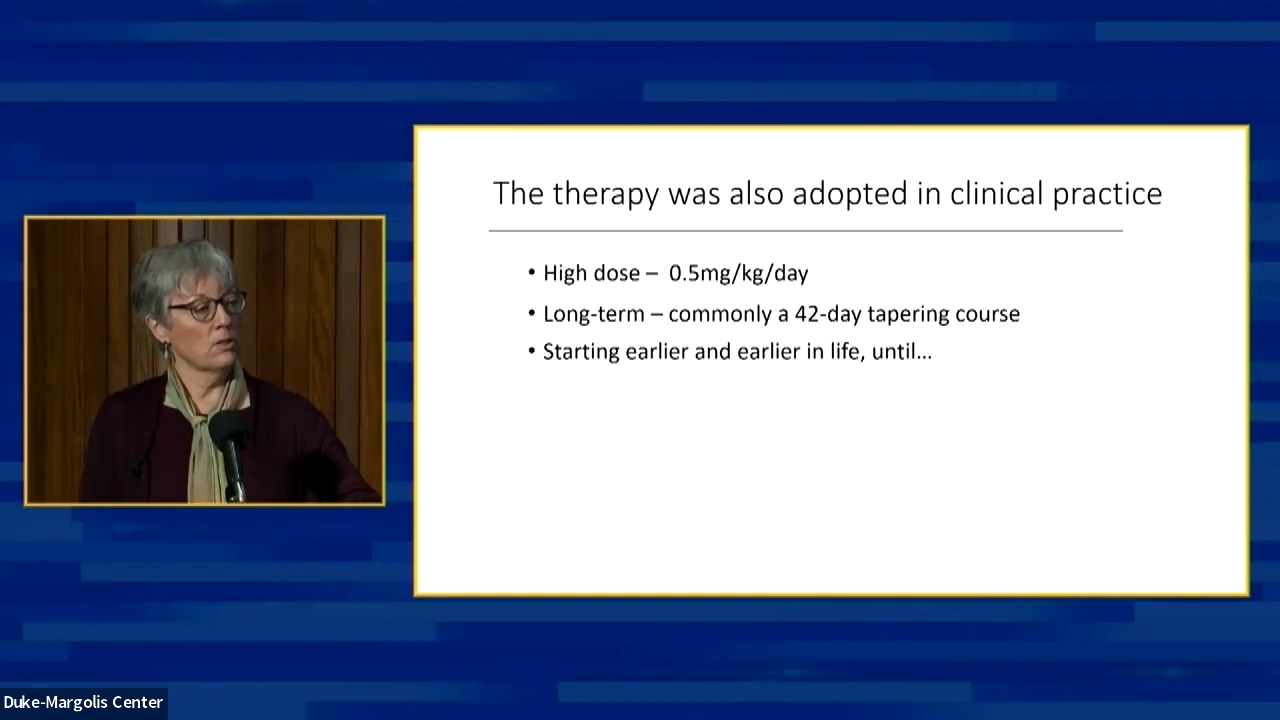 The therapy was also adopted in clinical practice
• High dose – 0.5mg/kg/day
• Long-term – commonly a 42-day tapering course
• Starting earlier and earlier in life, until...
Duke-Margolis Center